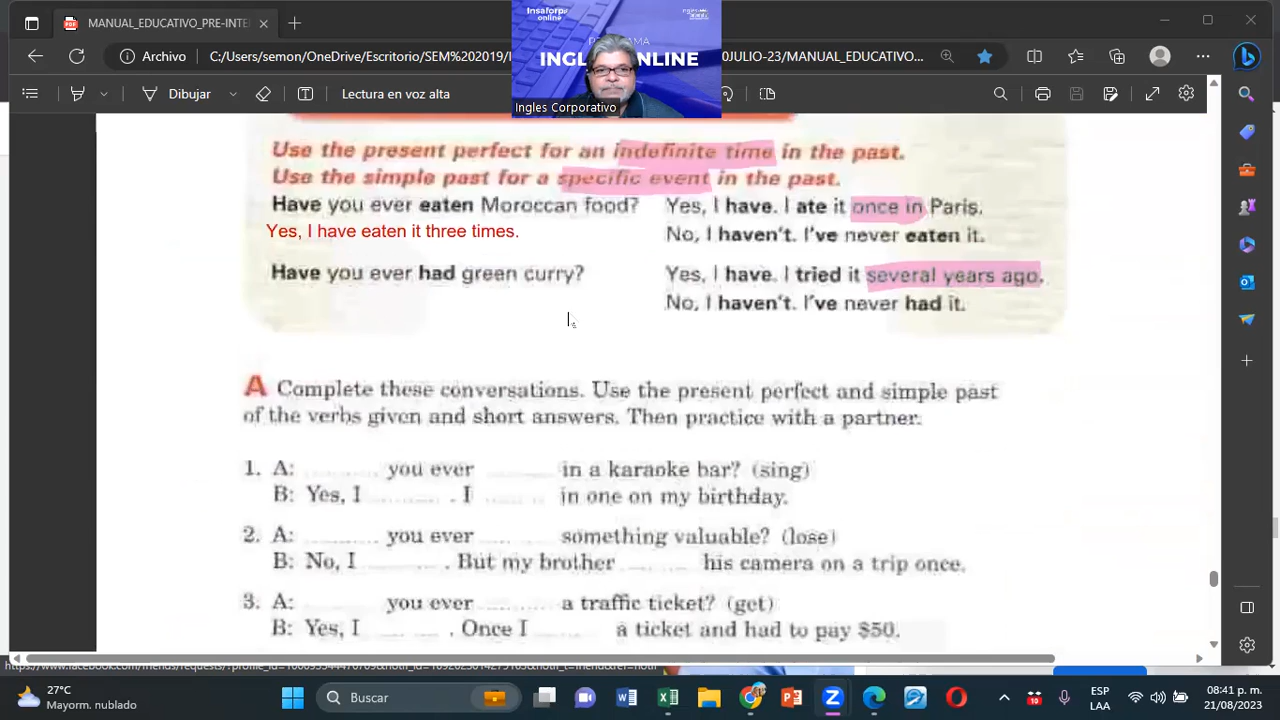 MANUAL_EDUCATIVO_PRE-INTE
Insaforp online
INGL ONLINE
Archivo
C:/Users/semon/OneDrive/Escritorio/SEM %202019/
0JULIO-23/MANUAL_EDUCATIVO...
Dibujar
Lectura en voz alta
Ingles Corporativo
Use the present perfect for an indefinite time in the past.
Use the simple past for a specific event in the past.
Have you ever eaten Moroccan food?
Yes, I have. I ate it once in Paris.
Yes, I have eaten it three times.
No, I haven't. I've never eaten it.
Have you ever had green curry?
Yes, I have. I tried it several years ago.
No, I haven't. I've never had it.
A Complete these conversations. Use the present perfect and simple past
of the verbs given and short answers. Then practice with a partner.
1. A: ......... you ever ......... in a karaoke bar? (sing)
B: Yes, I ......... . I ......... in one on my birthday.
2. A: ......... you ever ......... something valuable? (lose)
B: No, I ......... . But my brother ......... his camera on a trip once.
3. A: ......... you ever ......... a traffic ticket? (get)
B: Yes, I ......... . Once I ......... a ticket and had to pay $50.
27°C
Mayorm. nublado
Buscar
10
ESP
LAA
08:41 p. m.
21/08/2023